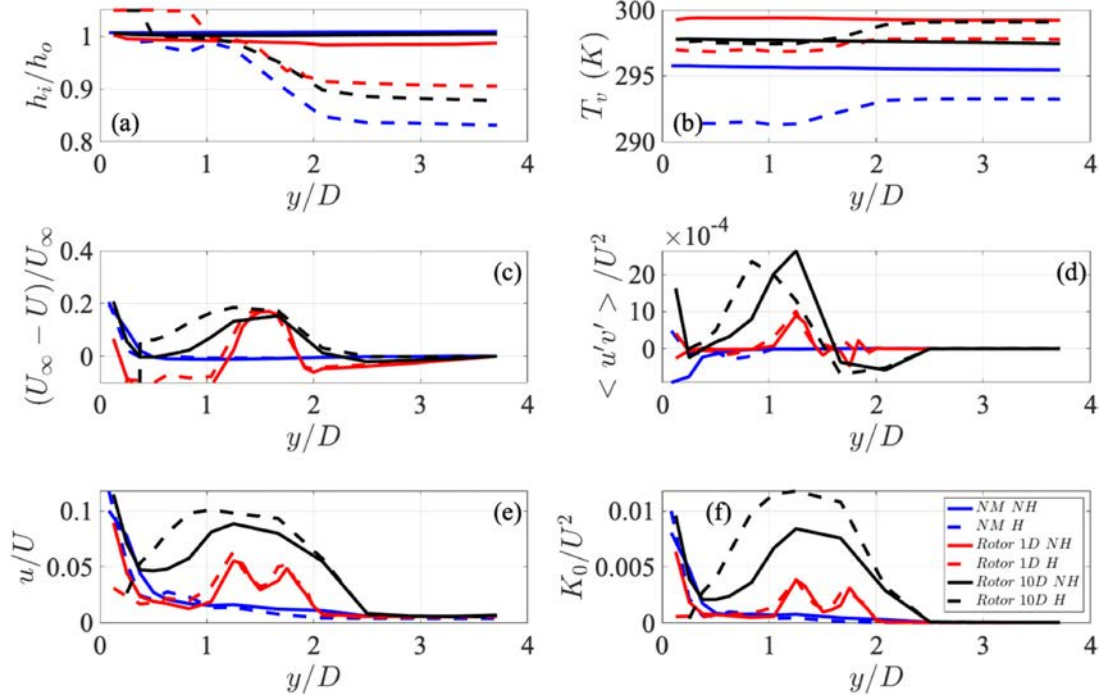 h_i/h_o
1
0.9
0.8
(a)
0 1 2 3 4
y/D
T_v (K)
300
295
290
(b)
0 1 2 3 4
y/D
(U_∞ − U)/U_∞
0.4
0.2
0
(c)
0 1 2 3 4
y/D
< u'v' > /U²
×10⁻⁴
20
10
0
(d)
0 1 2 3 4
y/D
u/U
0.1
0.05
0
(e)
0 1 2 3 4
y/D
K_0/U²
0.01
0.005
0
(f)
NM NH
NM H
Rotor 1D NH
Rotor 1D H
Rotor 10D NH
Rotor 10D H
0 1 2 3 4
y/D